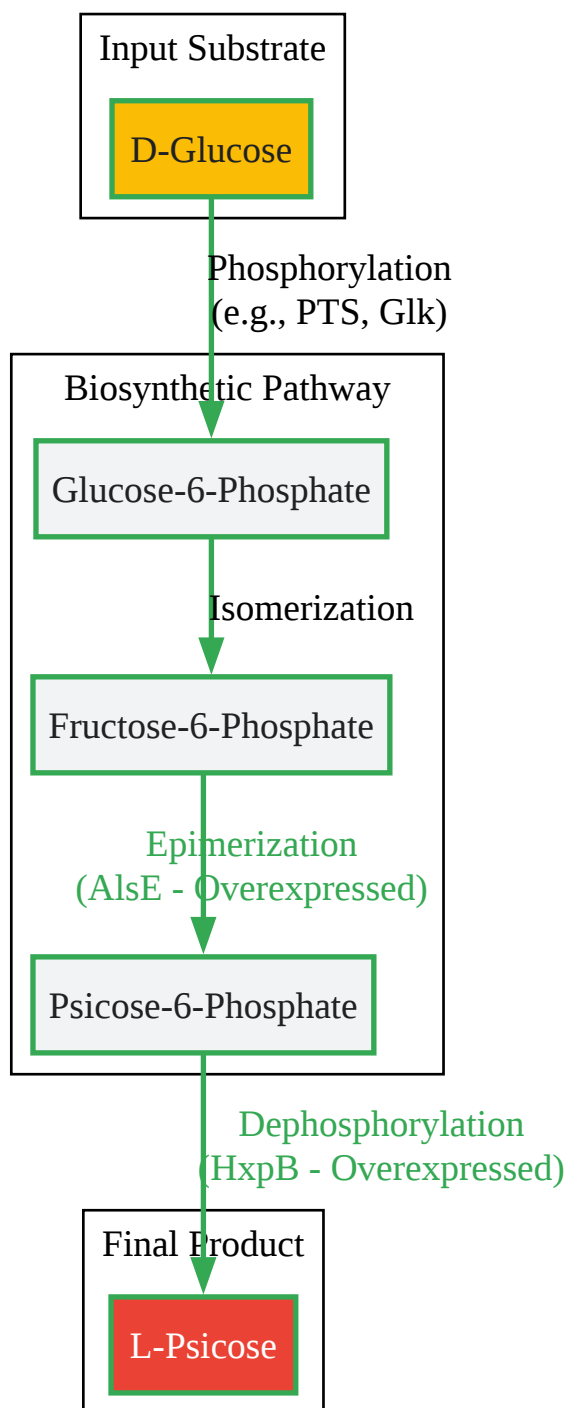 Input Substrate
D-Glucose
Phosphorylation
(e.g., PTS, Glk)
Biosynthetic Pathway
Glucose-6-Phosphate
Isomerization
Fructose-6-Phosphate
Epimerization
(AlsE - Overexpressed)
Psicose-6-Phosphate
Dephosphorylation
(HxpB - Overexpressed)
Final Product
L-Psicose